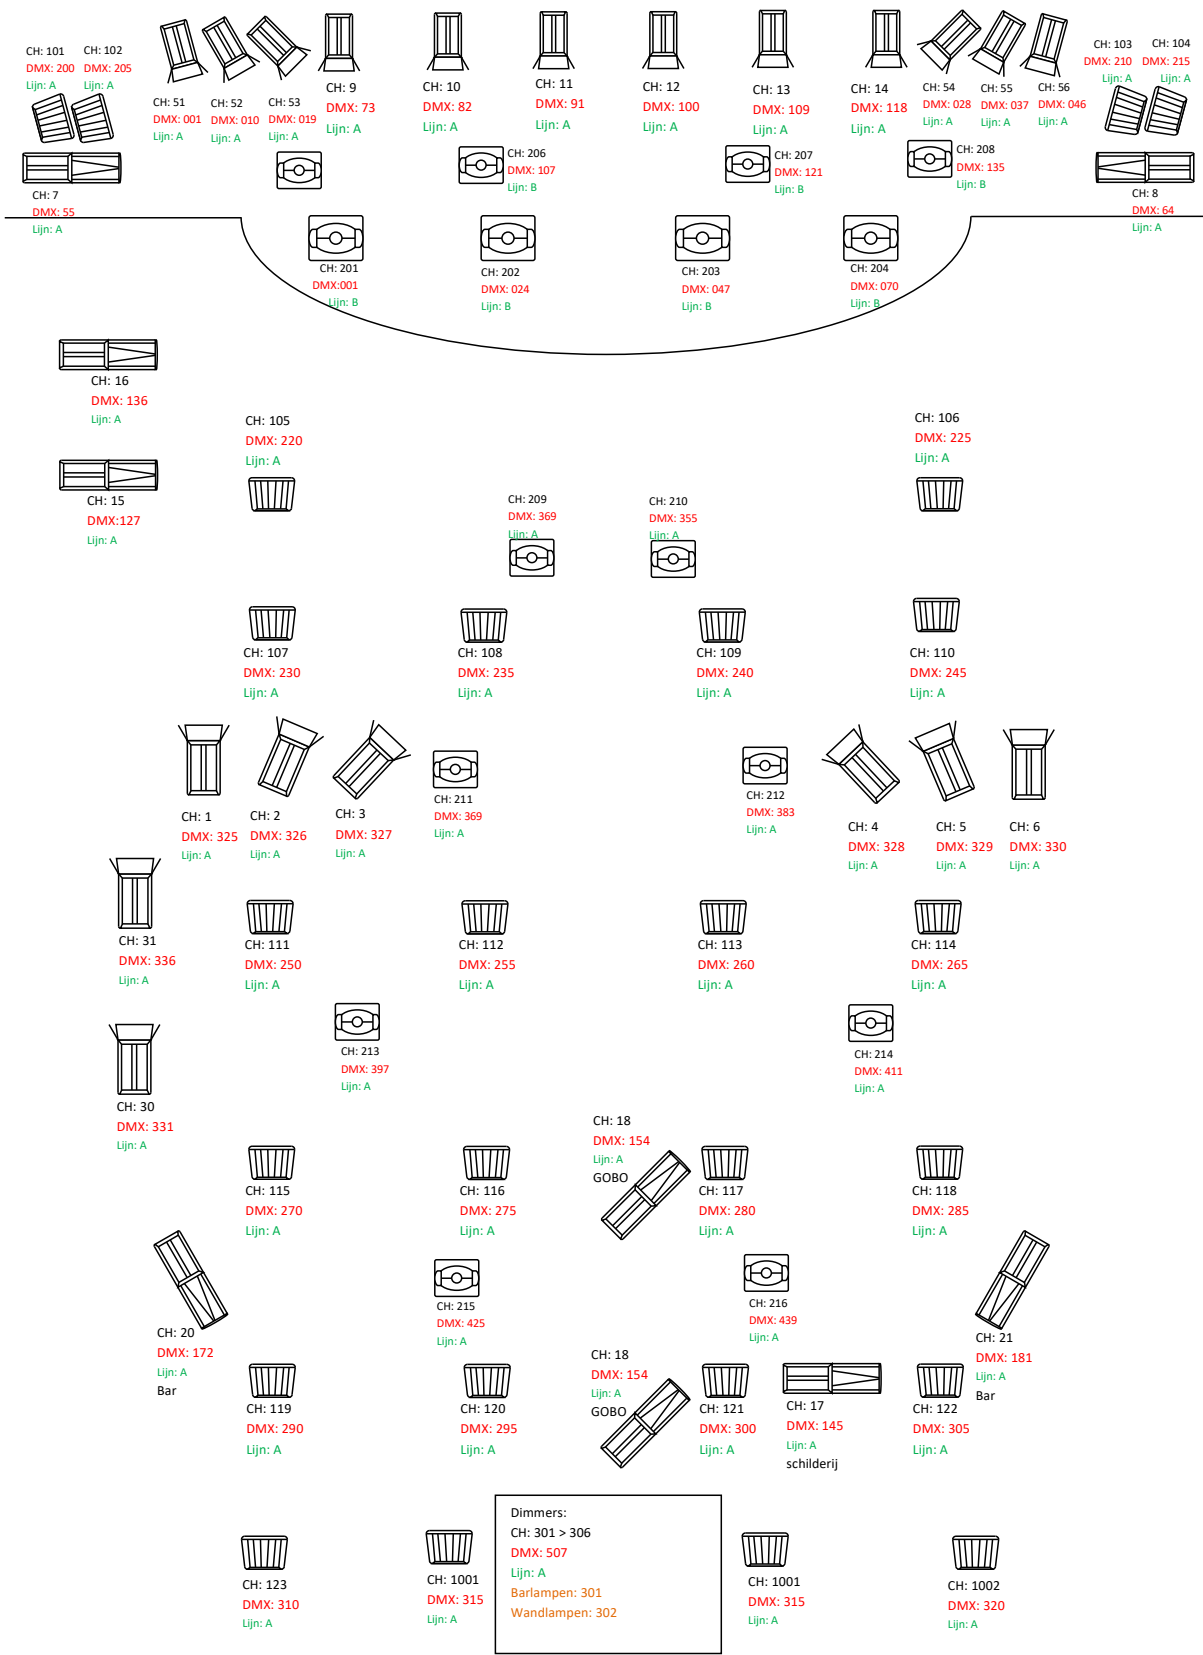 CH: 101
DMX: 200
Lijn: A
CH: 102
DMX: 205
Lijn: A
CH: 51
DMX: 001
Lijn: A
CH: 52
DMX: 010
Lijn: A
CH: 53
DMX: 019
Lijn: A
CH: 9
DMX: 73
Lijn: A
CH: 10
DMX: 82
Lijn: A
CH: 11
DMX: 91
Lijn: A
CH: 12
DMX: 100
Lijn: A
CH: 13
DMX: 109
Lijn: A
CH: 14
DMX: 118
Lijn: A
CH: 54
DMX: 028
Lijn: A
CH: 55
DMX: 037
Lijn: A
CH: 56
DMX: 046
Lijn: A
CH: 103
DMX: 210
Lijn: A
CH: 104
DMX: 215
Lijn: A
CH: 7
DMX: 55
Lijn: A
CH: 206
DMX: 107
Lijn: B
CH: 207
DMX: 121
Lijn: B
CH: 208
DMX: 135
Lijn: B
CH: 8
DMX: 64
Lijn: A
CH: 201
DMX:001
Lijn: B
CH: 202
DMX: 024
Lijn: B
CH: 203
DMX: 047
Lijn: B
CH: 204
DMX: 070
Lijn: B
CH: 16
DMX: 136
Lijn: A
CH: 105
DMX: 220
Lijn: A
CH: 106
DMX: 225
Lijn: A
CH: 15
DMX:127
Lijn: A
CH: 209
DMX: 369
Lijn: A
CH: 210
DMX: 355
Lijn: A
CH: 107
DMX: 230
Lijn: A
CH: 108
DMX: 235
Lijn: A
CH: 109
DMX: 240
Lijn: A
CH: 110
DMX: 245
Lijn: A
CH: 1
DMX: 325
Lijn: A
CH: 2
DMX: 326
Lijn: A
CH: 3
DMX: 327
Lijn: A
CH: 211
DMX: 369
Lijn: A
CH: 212
DMX: 383
Lijn: A
CH: 4
DMX: 328
Lijn: A
CH: 5
DMX: 329
Lijn: A
CH: 6
DMX: 330
Lijn: A
CH: 31
DMX: 336
Lijn: A
CH: 111
DMX: 250
Lijn: A
CH: 112
DMX: 255
Lijn: A
CH: 113
DMX: 260
Lijn: A
CH: 114
DMX: 265
Lijn: A
CH: 213
DMX: 397
Lijn: A
CH: 214
DMX: 411
Lijn: A
CH: 30
DMX: 331
Lijn: A
CH: 18
DMX: 154
Lijn: A
GOBO
CH: 115
DMX: 270
Lijn: A
CH: 116
DMX: 275
Lijn: A
CH: 117
DMX: 280
Lijn: A
CH: 118
DMX: 285
Lijn: A
CH: 20
DMX: 172
Lijn: A
Bar
CH: 215
DMX: 425
Lijn: A
CH: 216
DMX: 439
Lijn: A
CH: 21
DMX: 181
Lijn: A
Bar
CH: 18
DMX: 154
Lijn: A
GOBO
CH: 119
DMX: 290
Lijn: A
CH: 120
DMX: 295
Lijn: A
CH: 121
DMX: 300
Lijn: A
CH: 17
DMX: 145
Lijn: A
schilderij
CH: 122
DMX: 305
Lijn: A
CH: 123
DMX: 310
Lijn: A
CH: 1001
DMX: 315
Lijn: A
Dimmers:
CH: 301 > 306
DMX: 507
Lijn: A
Barlampen: 301
Wandlampen: 302
CH: 1001
DMX: 315
Lijn: A
CH: 1002
DMX: 320
Lijn: A